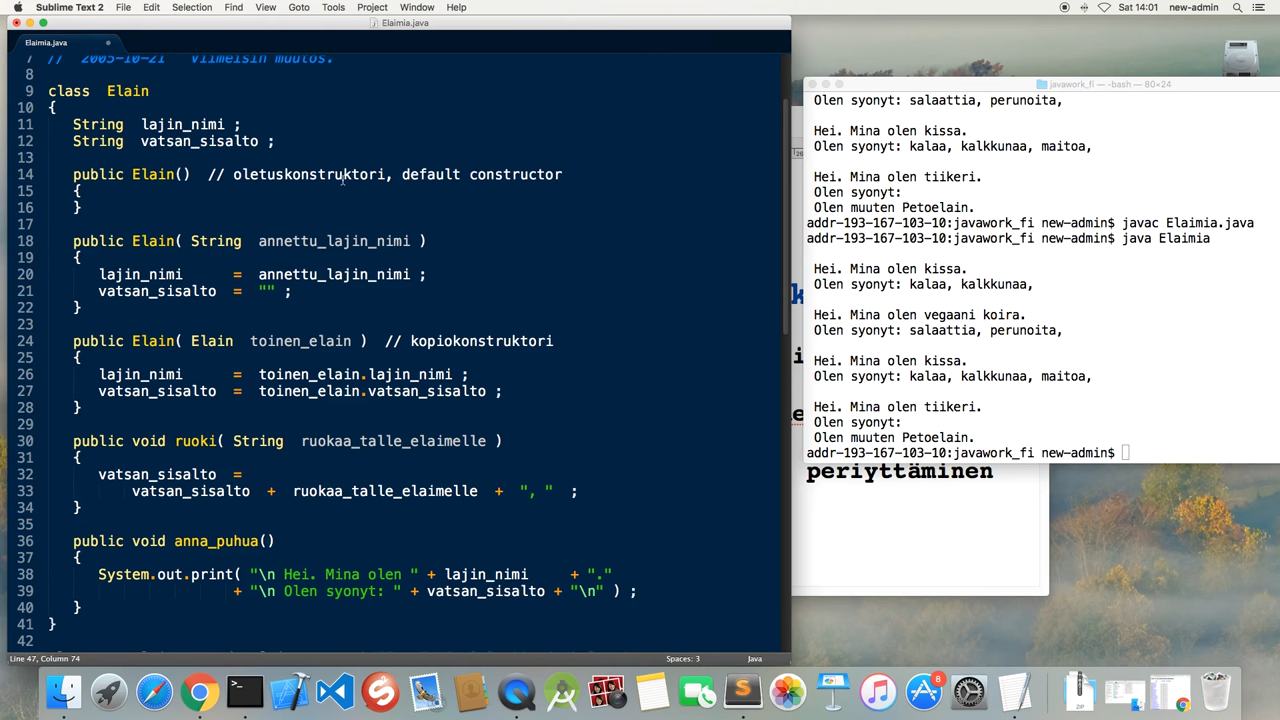 Sublime Text 2 File Edit Selection Find View Goto Tools Project Window Help Sat 14:01 new-admin
Elaimia.java
Elaimia.java
7 // 2005-10-21 Viimeisin muutos.
8
9 class Elain
10 {
11 String lajin_nimi ;
12 String vatsan_sisalto ;
13
14 public Elain() // oletuskonstruktori, default constructor
15 {
16 }
17
18 public Elain( String annettu_lajin_nimi )
19 {
20 lajin_nimi = annettu_lajin_nimi ;
21 vatsan_sisalto = "" ;
22 }
23
24 public Elain( Elain toinen_elain ) // kopiokonstruktori
25 {
26 lajin_nimi = toinen_elain.lajin_nimi ;
27 vatsan_sisalto = toinen_elain.vatsan_sisalto ;
28 }
29
30 public void ruoki( String ruokaa_talle_elaimelle )
31 {
32 vatsan_sisalto =
33 vatsan_sisalto + ruokaa_talle_elaimelle + ", " ;
34 }
35
36 public void anna_puhua()
37 {
38 System.out.print( "\n Hei. Mina olen " + lajin_nimi + "."
39 + "\n Olen syonyt: " + vatsan_sisalto + "\n" ) ;
40 }
41 }
42
Line 47, Column 74 Spaces: 3 Java
javawork_fi — -bash — 80×24
Olen syonyt: salaattia, perunoita,
Hei. Mina olen kissa.
Olen syonyt: kalaa, kalkkunaa, maitoa,
Hei. Mina olen tiikeri.
Olen syonyt:
Olen muuten Petoelain.
addr-193-167-103-10:javawork_fi new-admin$ javac Elaimia.java
addr-193-167-103-10:javawork_fi new-admin$ java Elaimia
Hei. Mina olen kissa.
Olen syonyt: kalaa, kalkkunaa,
Hei. Mina olen vegaani koira.
Olen syonyt: salaattia, perunoita,
Hei. Mina olen kissa.
Olen syonyt: kalaa, kalkkunaa, maitoa,
Hei. Mina olen tiikeri.
Olen syonyt:
Olen muuten Petoelain.
addr-193-167-103-10:javawork_fi new-admin$
periyttäminen
8
ZIP